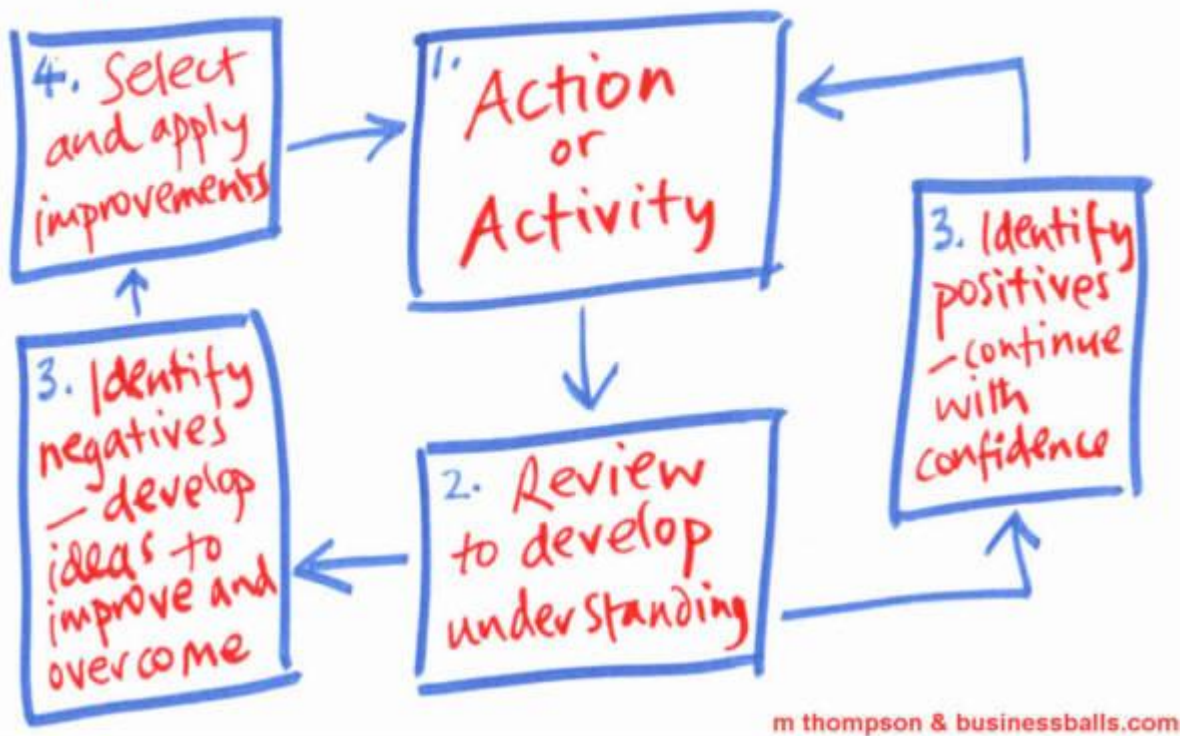 1.
Action
or
Activity
2. Review
to develop
understanding
3. Identify
negatives
– develop
ideas to
improve and
overcome
4. Select
and apply
improvements
3. Identify
positives
– continue
with
confidence
m thompson & businessballs.com